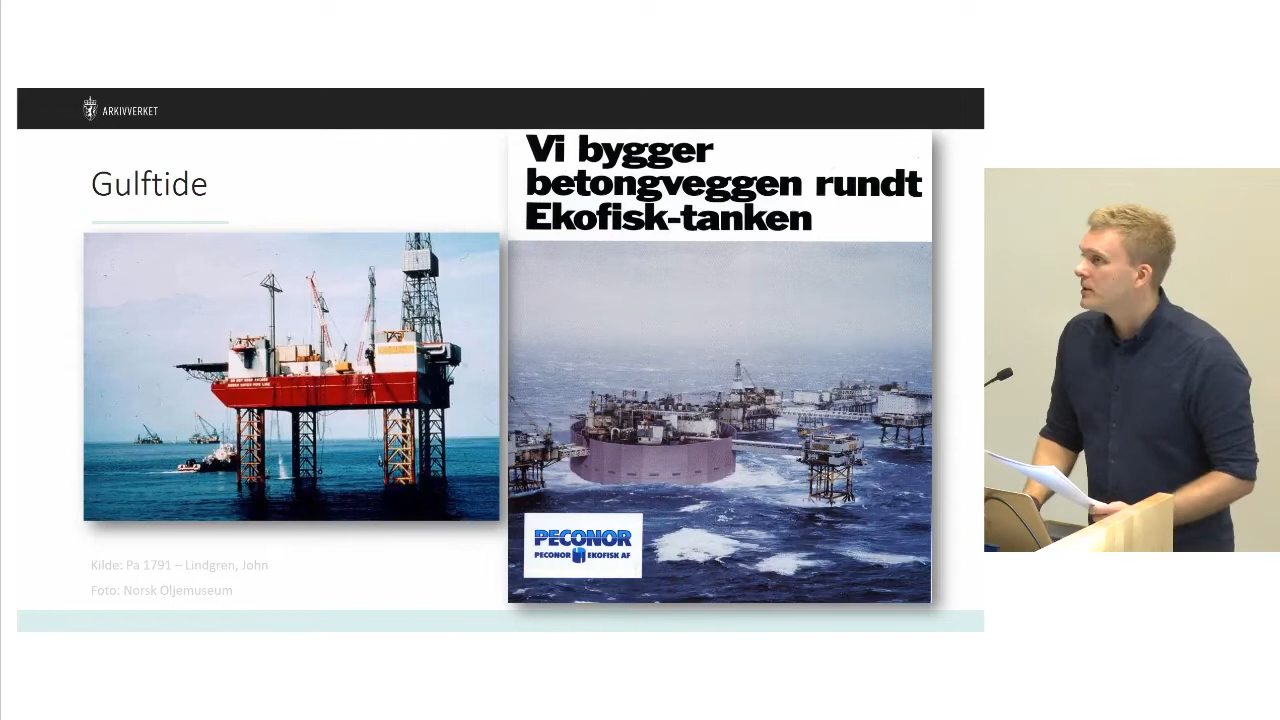 ARKIVVERKET
Gulftide
Vi bygger
betongveggen rundt
Ekofisk-tanken
PECONOR
PECONOR EKOFISK AF
Kilde: Pa 1791 – Lindgren, John
Foto: Norsk Oljemuseum